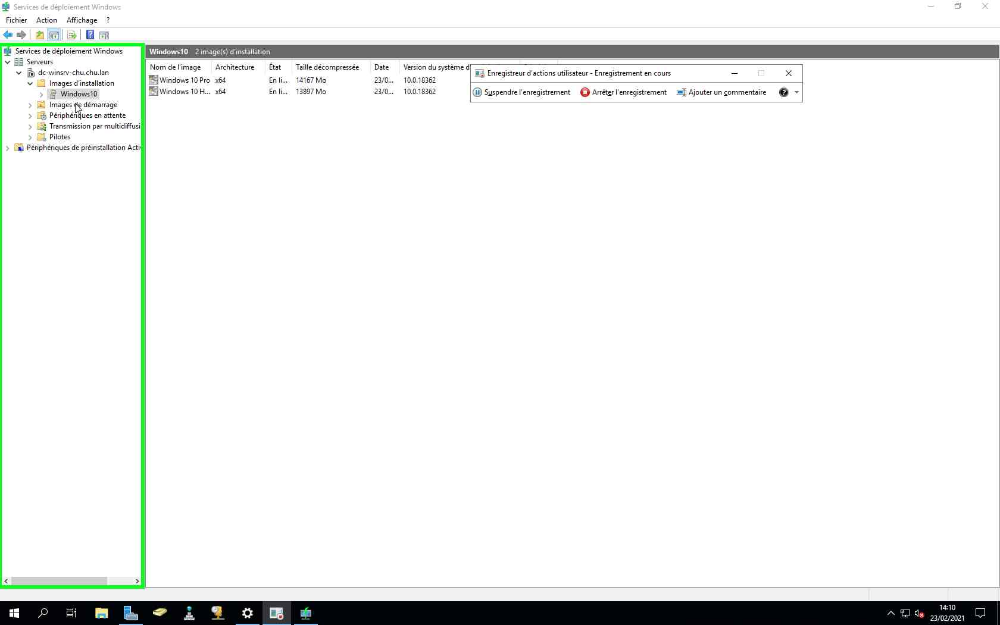 Services de déploiement Windows
Fichier Action Affichage ?
Services de déploiement Windows
Serveurs
dc-winsrv-chu.chu.lan
Images d'installation
Windows10
Images de démarrage
Périphériques en attente
Transmission par multidiffusi
Pilotes
Périphériques de préinstallation Activ
Windows10 2 image(s) d'installation
Nom de l'image Architecture État Taille décompressée Date Version du système d
Windows 10 Pro x64 En li... 14167 Mo 23/0... 10.0.18362
Windows 10 H... x64 En li... 13897 Mo 23/0... 10.0.18362
Enregistreur d'actions utilisateur - Enregistrement en cours
Suspendre l'enregistrement Arrêter l'enregistrement Ajouter un commentaire
14:10
23/02/2021